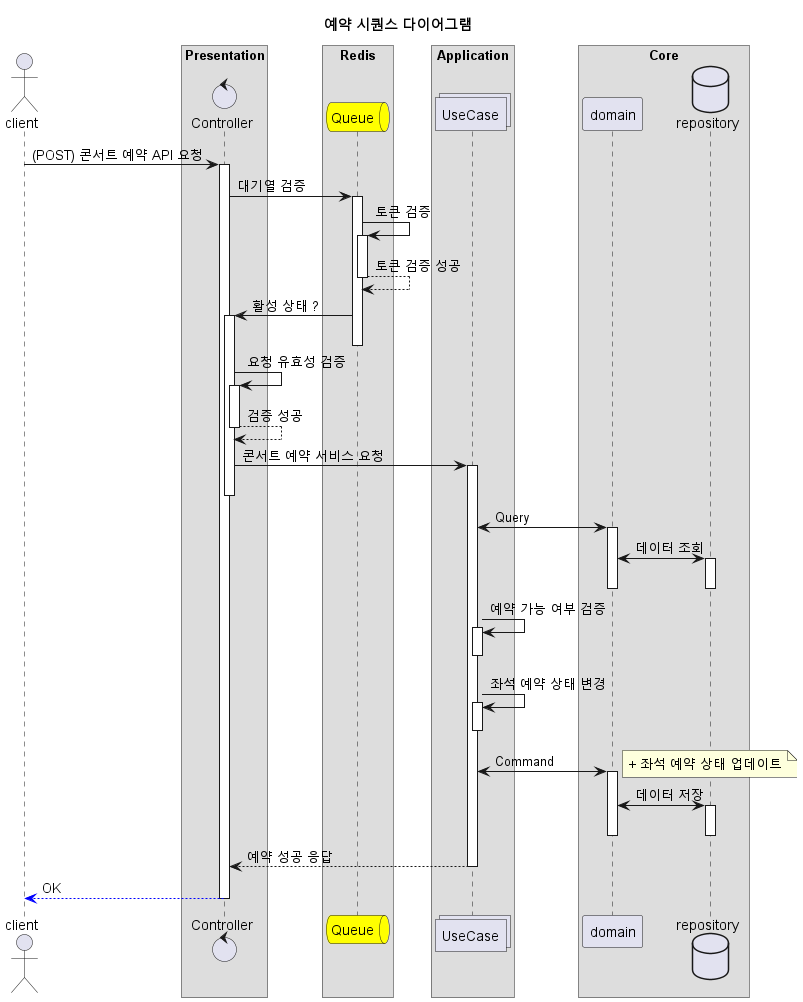 예약 시퀀스 다이어그램
Presentation
Redis
Application
Core
client
Controller
Queue
UseCase
domain
repository
(POST) 콘서트 예약 API 요청
대기열 검증
토큰 검증
토큰 검증 성공
활성 상태 ?
요청 유효성 검증
검증 성공
콘서트 예약 서비스 요청
Query
데이터 조회
예약 가능 여부 검증
좌석 예약 상태 변경
Command
+ 좌석 예약 상태 업데이트
데이터 저장
예약 성공 응답
OK
client
Controller
Queue
UseCase
domain
repository